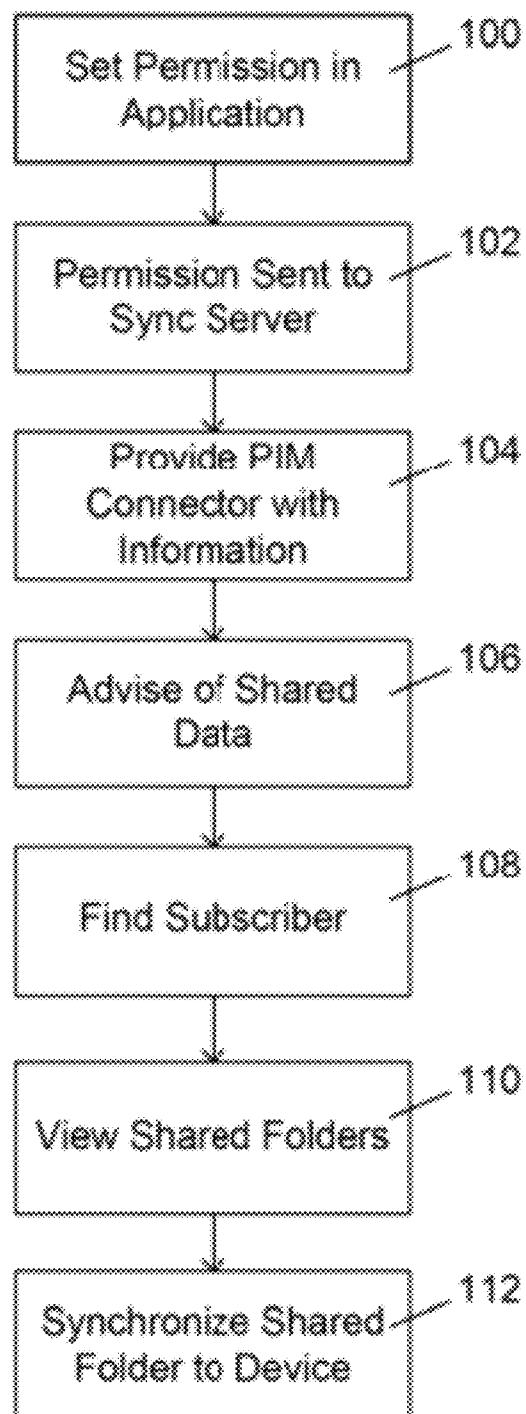 100
Set Permission in
Application
102
Permission Sent to
Sync Server
104
Provide PIM
Connector with
Information
106
Advise of Shared
Data
108
Find Subscriber
110
View Shared Folders
112
Synchronize Shared
Folder to Device